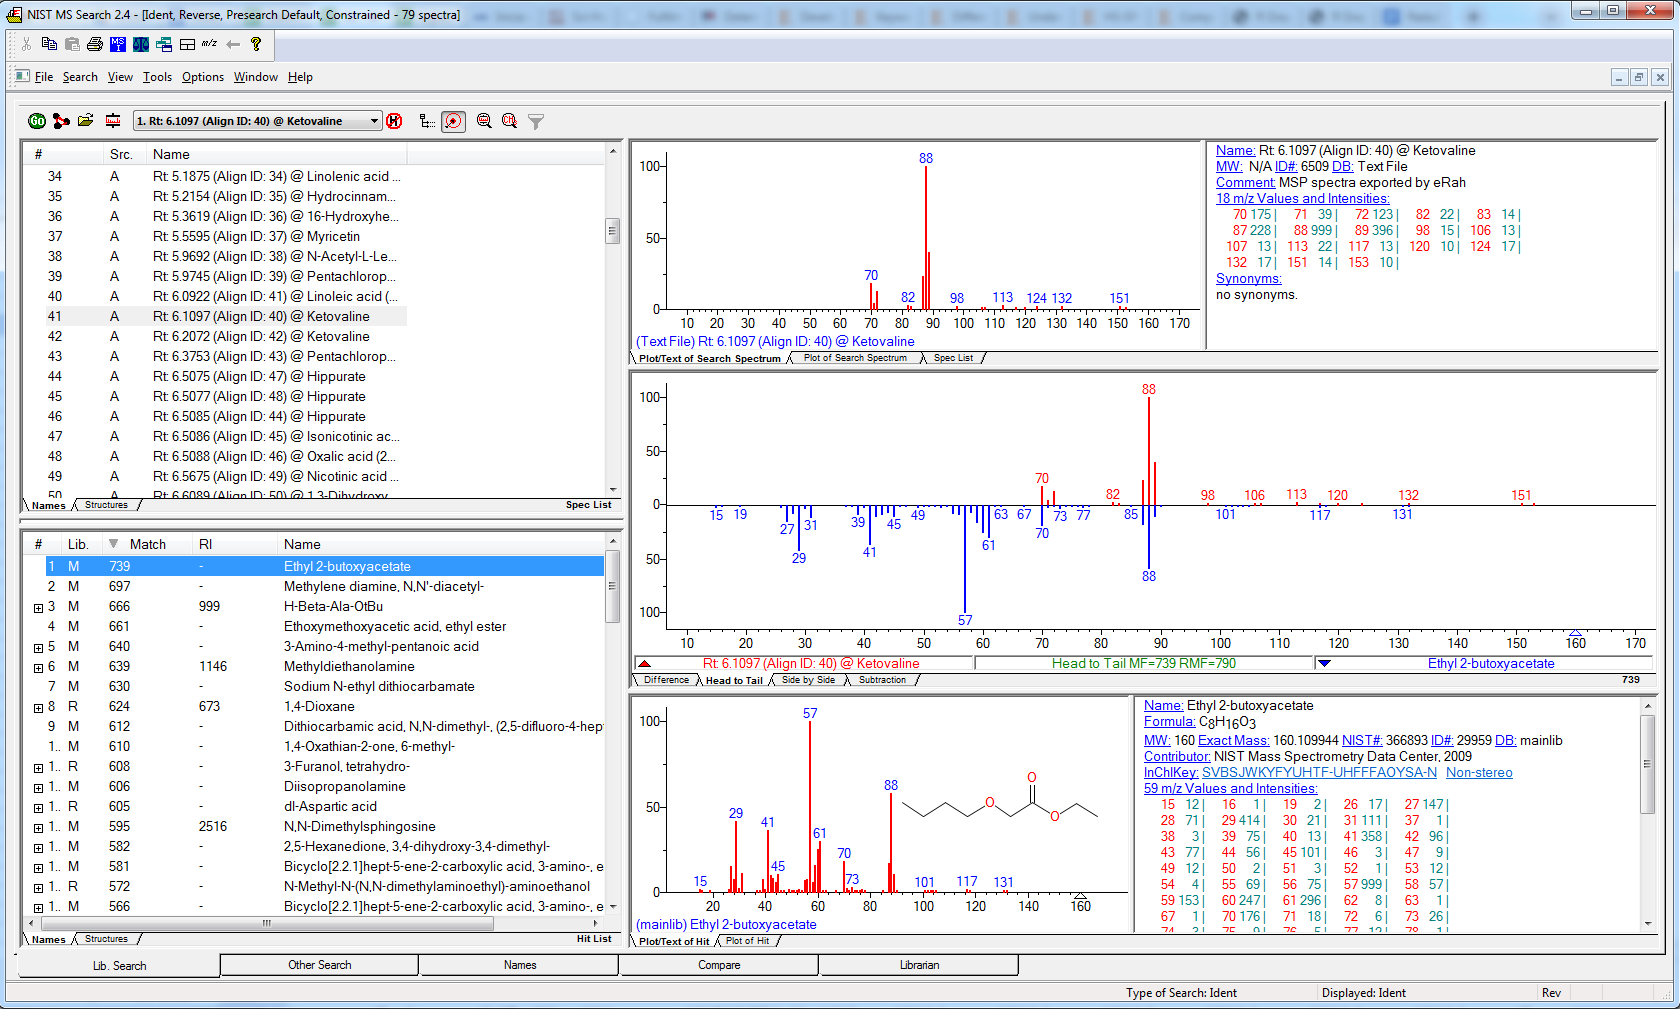 NIST MS Search 2.4 - [Ident, Reverse, Presearch Default, Constrained - 79 spectra]
File Search View Tools Options Window Help
1. Rt: 6.1097 (Align ID: 40) @ Ketovaline
# Src. Name
34 A Rt: 5.1875 (Align ID: 34) @ Linolenic acid ...
35 A Rt: 5.2154 (Align ID: 35) @ Hydrocinnam...
36 A Rt: 5.3619 (Align ID: 36) @ 16-Hydroxyhe...
37 A Rt: 5.5595 (Align ID: 37) @ Myricetin
38 A Rt: 5.9692 (Align ID: 38) @ N-Acetyl-L-Le...
39 A Rt: 5.9745 (Align ID: 39) @ Pentachlorop...
40 A Rt: 6.0922 (Align ID: 41) @ Linoleic acid (...
41 A Rt: 6.1097 (Align ID: 40) @ Ketovaline
42 A Rt: 6.2072 (Align ID: 42) @ Ketovaline
43 A Rt: 6.3753 (Align ID: 43) @ Pentachlorop...
44 A Rt: 6.5075 (Align ID: 47) @ Hippurate
45 A Rt: 6.5077 (Align ID: 48) @ Hippurate
46 A Rt: 6.5085 (Align ID: 44) @ Hippurate
47 A Rt: 6.5086 (Align ID: 45) @ Isonicotinic ac...
48 A Rt: 6.5088 (Align ID: 46) @ Oxalic acid (2...
49 A Rt: 6.5675 (Align ID: 49) @ Nicotinic acid
50 A Rt: 6.6089 (Align ID: 50) @ 1,3-Dihydroxy
Names Structures Spec List
# Lib. Match RI Name
1 M 739 - Ethyl 2-butoxyacetate
2 M 697 - Methylene diamine, N,N'-diacetyl-
3 M 666 999 H-Beta-Ala-OtBu
4 M 661 - Ethoxymethoxyacetic acid, ethyl ester
5 M 640 - 3-Amino-4-methyl-pentanoic acid
6 M 639 1146 Methyldiethanolamine
7 M 630 - Sodium N-ethyl dithiocarbamate
8 R 624 673 1,4-Dioxane
9 M 612 - Dithiocarbamic acid, N,N-dimethyl-, (2,5-difluoro-4-hept
1.. M 610 - 1,4-Oxathian-2-one, 6-methyl-
1.. R 608 - 3-Furanol, tetrahydro-
1.. M 606 - Diisopropanolamine
1.. R 605 - dl-Aspartic acid
1.. M 595 2516 N,N-Dimethylsphingosine
1.. M 582 - 2,5-Hexanedione, 3,4-dihydroxy-3,4-dimethyl-
1.. M 581 - Bicyclo[2.2.1]hept-5-ene-2-carboxylic acid, 3-amino-, e
1.. R 572 - N-Methyl-N-(N,N-dimethylaminoethyl)-aminoethanol
1.. M 566 - Bicyclo[2.2.1]hept-5-ene-2-carboxylic acid, 3-amino-, e
Names Structures Hit List
100
50
0
88
70 82 98 113 124 132 151
10 20 30 40 50 60 70 80 90 100 110 120 130 140 150 160 170
(Text File) Rt: 6.1097 (Align ID: 40) @ Ketovaline
Plot/Text of Search Spectrum Plot of Search Spectrum Spec List
Name: Rt: 6.1097 (Align ID: 40) @ Ketovaline
MW: N/A ID#: 6509 DB: Text File
Comment: MSP spectra exported by eRah
18 m/z Values and Intensities:
70 175 | 71 39 | 72 123 | 82 22 | 83 14 |
87 228 | 88 999 | 89 396 | 98 15 | 106 13 |
107 13 | 113 22 | 117 13 | 120 10 | 124 17 |
132 17 | 151 14 | 153 10 |
Synonyms:
no synonyms.
100
50
0
50
100
88
70 82 98 106 113 120 132 151
15 19 27 29 31 39 41 45 49 57 61 63 67 70 73 77 85 88 101 117 131
10 20 30 40 50 60 70 80 90 100 110 120 130 140 150 160 170
Rt: 6.1097 (Align ID: 40) @ Ketovaline Head to Tail MF=739 RMF=790 Ethyl 2-butoxyacetate
Difference Head to Tail Side by Side Subtraction 739
100
50
0
57
88
15 29 41 45 61 70 73 101 117 131
O
O
O
20 40 60 80 100 120 140 160
(mainlib) Ethyl 2-butoxyacetate
Plot/Text of Hit Plot of Hit
Name: Ethyl 2-butoxyacetate
Formula: C8H16O3
MW: 160 Exact Mass: 160.109944 NIST#: 366893 ID#: 29959 DB: mainlib
Contributor: NIST Mass Spectrometry Data Center, 2009
InChIKey: SVBSJWKYFYUHTF-UHFFFAOYSA-N Non-stereo
59 m/z Values and Intensities:
15 12 | 16 1 | 19 2 | 26 17 | 27 147 |
28 71 | 29 414 | 30 21 | 31 111 | 37 1 |
38 3 | 39 75 | 40 13 | 41 358 | 42 96 |
43 77 | 44 56 | 45 101 | 46 3 | 47 9 |
49 12 | 50 2 | 51 3 | 52 1 | 53 12 |
54 4 | 55 69 | 56 75 | 57 999 | 58 57 |
59 153 | 60 247 | 61 296 | 62 8 | 63 1 |
67 1 | 70 176 | 71 18 | 72 6 | 73 26 |
74 3 | 75 9 | 76 5 | 77 12 | 78 1 |
Lib. Search Other Search Names Compare Librarian
Type of Search: Ident Displayed: Ident Rev